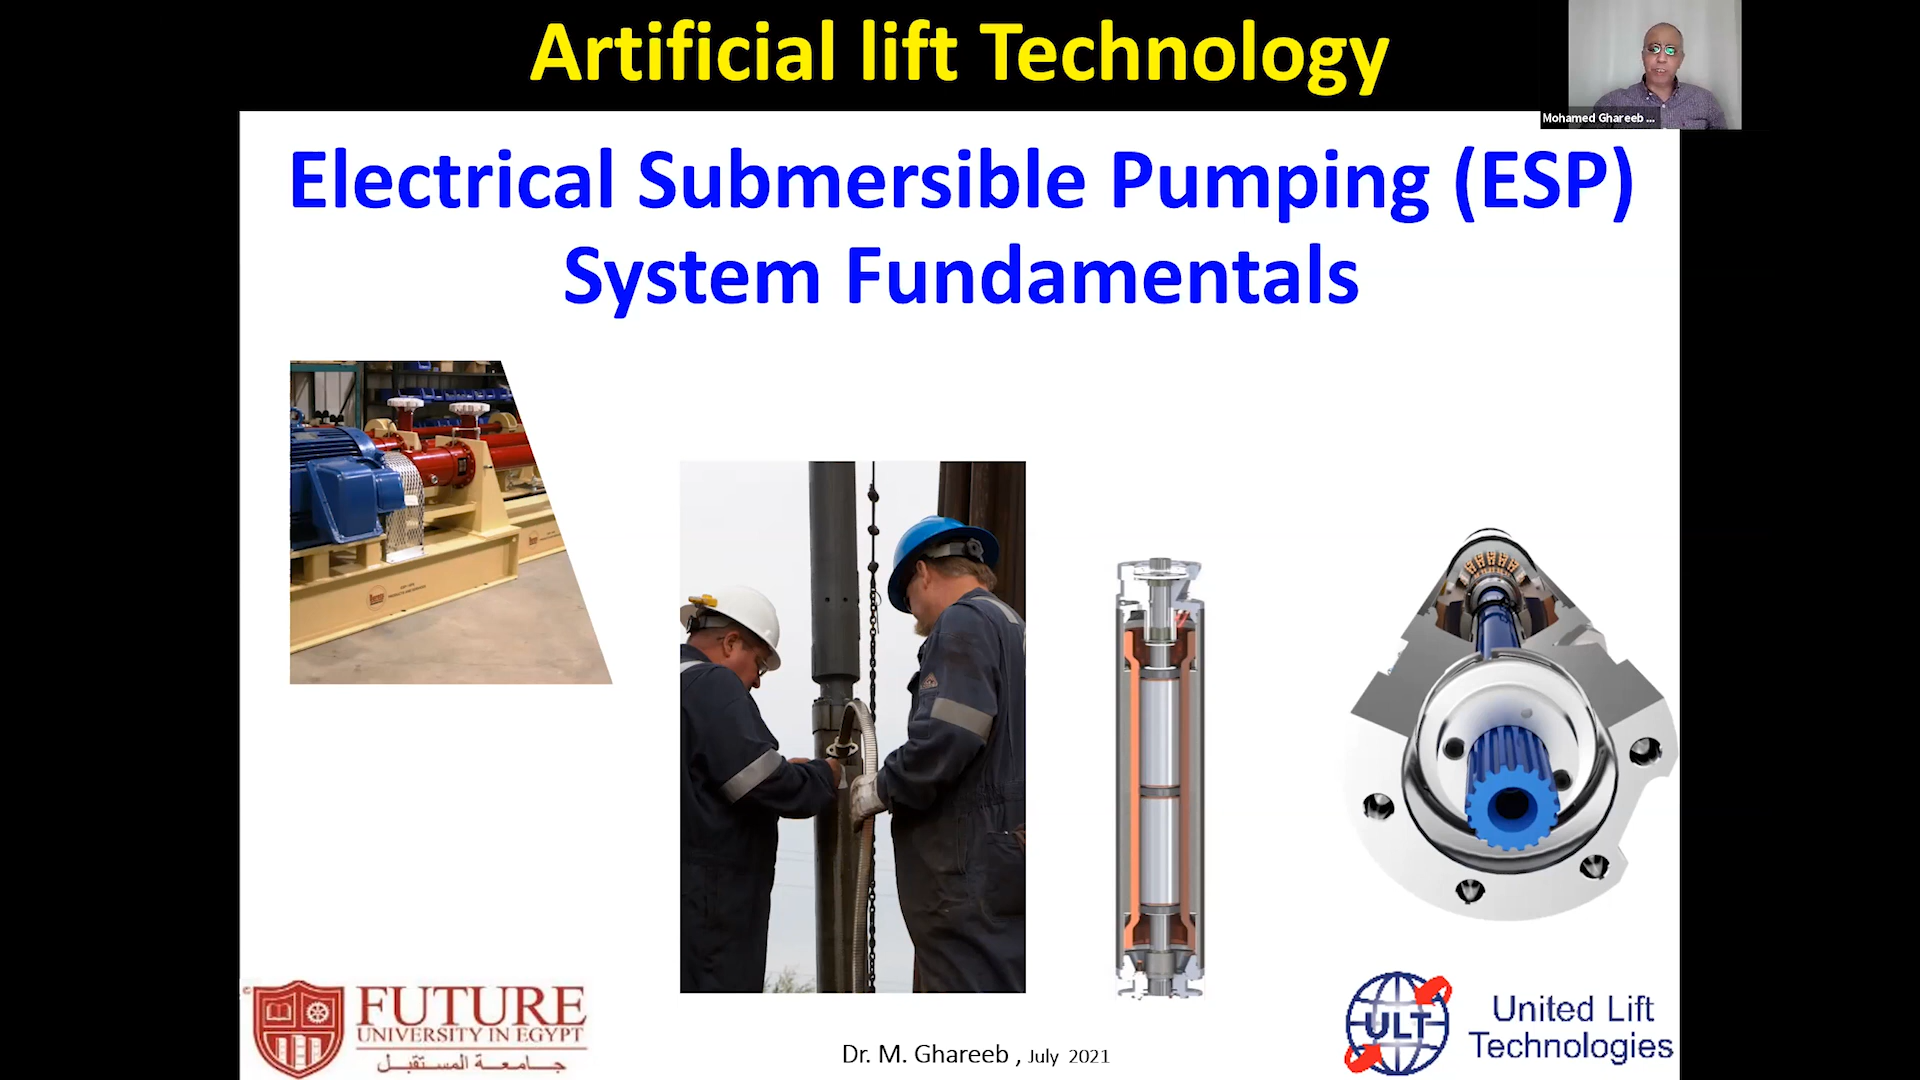 Artificial lift Technology
Mohamed Ghareeb ...
Electrical Submersible Pumping (ESP)
System Fundamentals
FUTURE
UNIVERSITY IN EGYPT
جامعة المستقبل
Dr. M. Ghareeb , July 2021
ULT
United Lift
Technologies